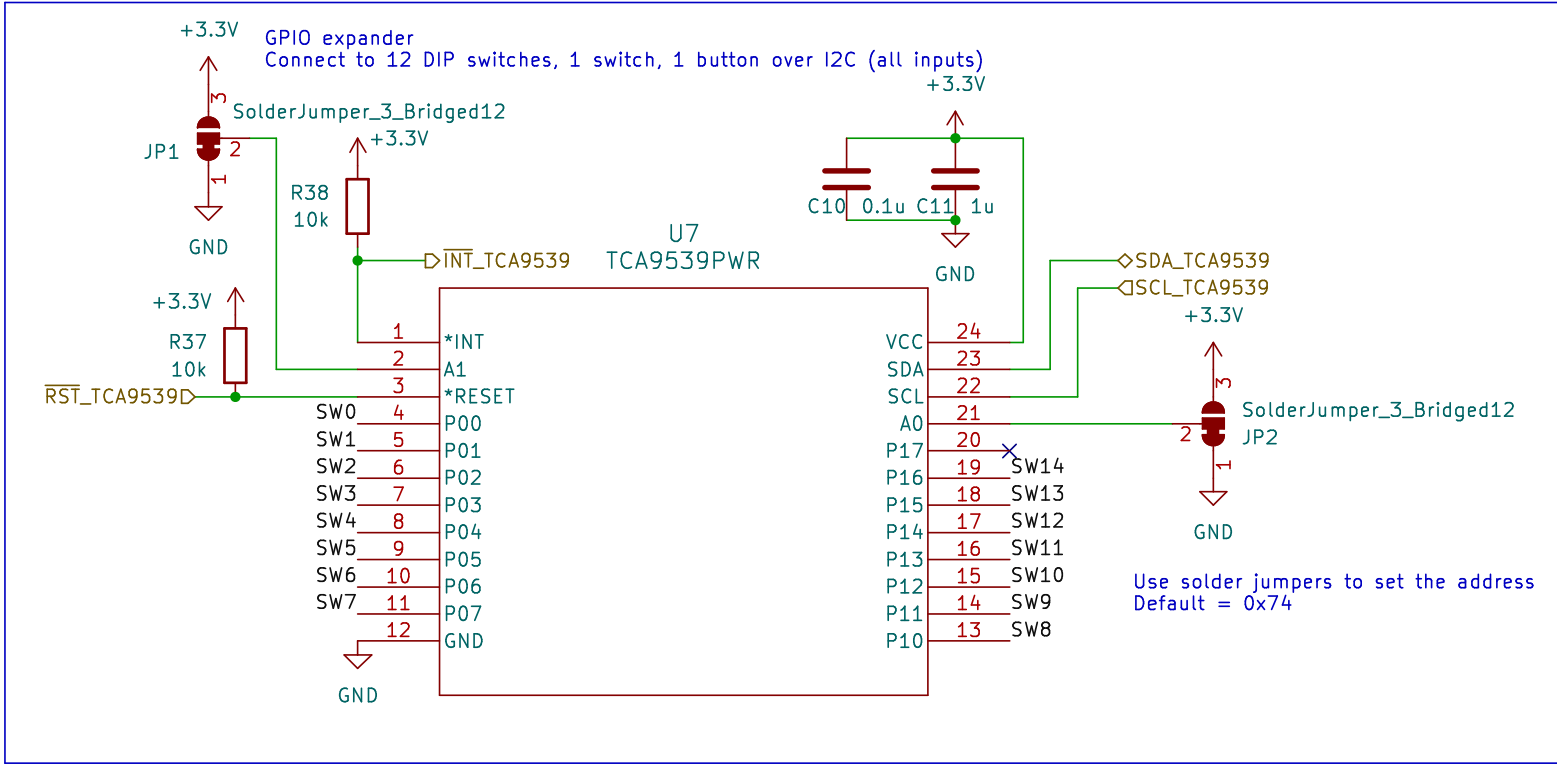 +3.3V
GPIO expander
Connect to 12 DIP switches, 1 switch, 1 button over I2C (all inputs)
+3.3V
3
SolderJumper_3_Bridged12
+3.3V
JP1
2
1
R38
10k
C10
0.1u
C11
1u
GND
U7
TCA9539PWR
INT_TCA9539
GND
SDA_TCA9539
SCL_TCA9539
+3.3V
+3.3V
R37
10k
RST_TCA9539
1
*INT
2
A1
3
*RESET
SW0
4
P00
SW1
5
P01
SW2
6
P02
SW3
7
P03
SW4
8
P04
SW5
9
P05
SW6
10
P06
SW7
11
P07
12
GND
GND
VCC
24
SDA
23
SCL
22
A0
21
P17
20
P16
19
SW14
P15
18
SW13
P14
17
SW12
P13
16
SW11
P12
15
SW10
P11
14
SW9
P10
13
SW8
3
SolderJumper_3_Bridged12
2
JP2
1
GND
Use solder jumpers to set the address
Default = 0x74